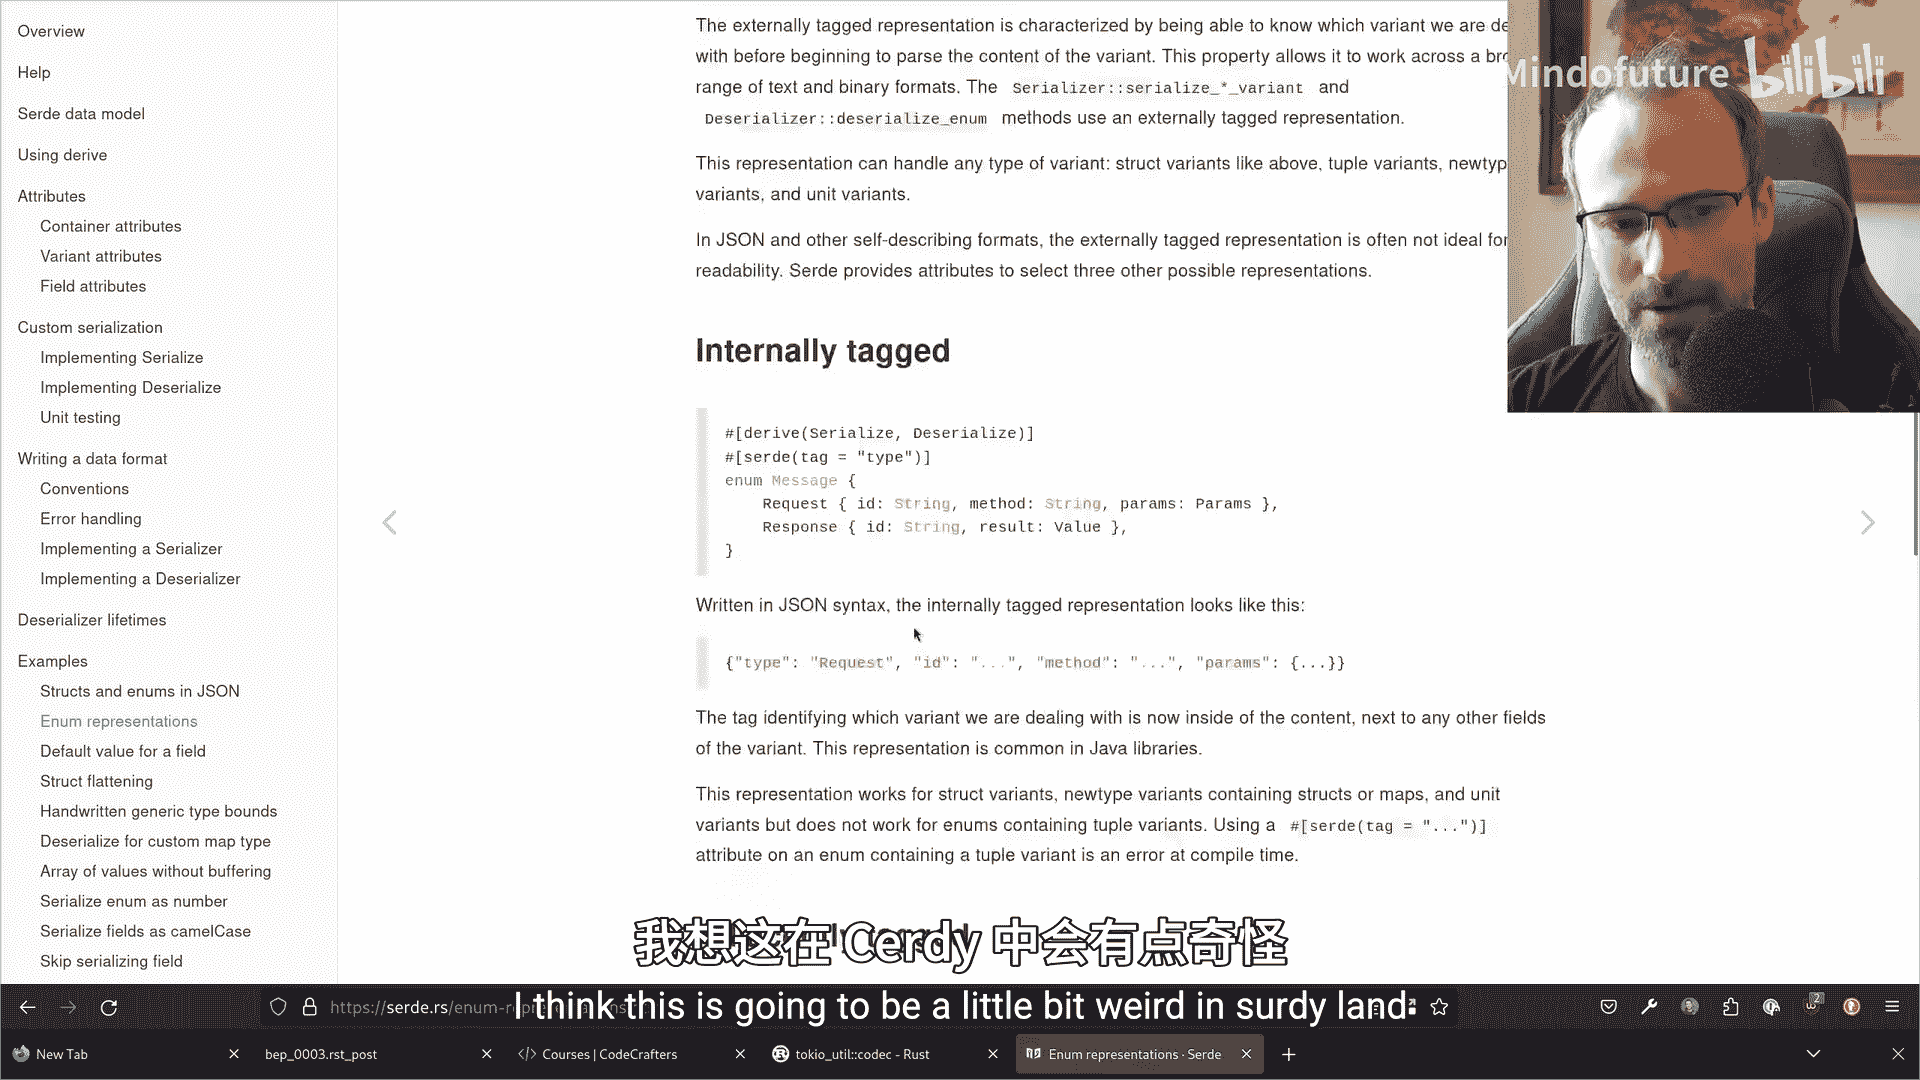 Overview
Help
Serde data model
Using derive
Attributes
Container attributes
Variant attributes
Field attributes
Custom serialization
Implementing Serialize
Implementing Deserialize
Unit testing
Writing a data format
Conventions
Error handling
Implementing a Serializer
Implementing a Deserializer
Deserializer lifetimes
Examples
Structs and enums in JSON
Enum representations
Default value for a field
Struct flattening
Handwritten generic type bounds
Deserialize for custom map type
Array of values without buffering
Serialize enum as number
Serialize fields as camelCase
Skip serializing field
The externally tagged representation is characterized by being able to know which variant we are de
with before beginning to parse the content of the variant. This property allows it to work across a bro
range of text and binary formats. The Serializer::serialize_*_variant and
Deserializer::deserialize_enum methods use an externally tagged representation.
This representation can handle any type of variant: struct variants like above, tuple variants, newtyp
variants, and unit variants.
In JSON and other self-describing formats, the externally tagged representation is often not ideal for
readability. Serde provides attributes to select three other possible representations.
Internally tagged
#[derive(Serialize, Deserialize)]
#[serde(tag = "type")]
enum Message {
Request { id: String, method: String, params: Params },
Response { id: String, result: Value },
}
Written in JSON syntax, the internally tagged representation looks like this:
{"type": "Request", "id": "...", "method": "...", "params": {...}}
The tag identifying which variant we are dealing with is now inside of the content, next to any other fields
of the variant. This representation is common in Java libraries.
This representation works for struct variants, newtype variants containing structs or maps, and unit
variants but does not work for enums containing tuple variants. Using a #[serde(tag = "...")]
attribute on an enum containing a tuple variant is an error at compile time.
Mindofuture bilibili
我想这在 Cerdy 中会有点奇怪
I think this is going to be a little bit weird in surdy land
https://serde.rs/enum-
2
New Tab
bep_0003.rst_post
Courses | CodeCrafters
tokio_util::codec - Rust
Enum representations · Serde